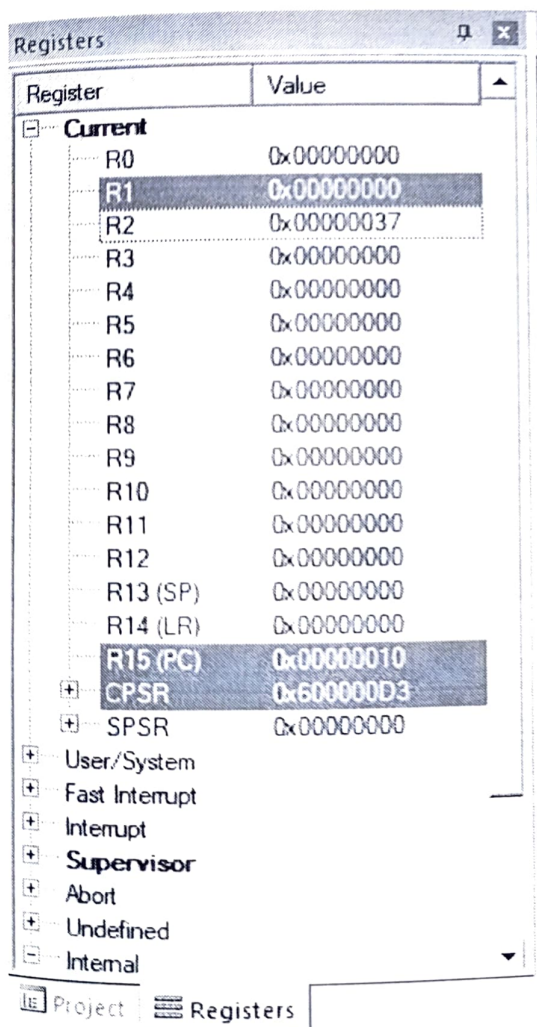 Registers
Register Value
Current
R0 0x00000000
R1 0x00000000
R2 0x00000037
R3 0x00000000
R4 0x00000000
R5 0x00000000
R6 0x00000000
R7 0x00000000
R8 0x00000000
R9 0x00000000
R10 0x00000000
R11 0x00000000
R12 0x00000000
R13 (SP) 0x00000000
R14 (LR) 0x00000000
R15 (PC) 0x00000010
CPSR 0x600000D3
SPSR 0x00000000
User/System
Fast Interrupt
Interrupt
Supervisor
Abort
Undefined
Internal
Project Registers